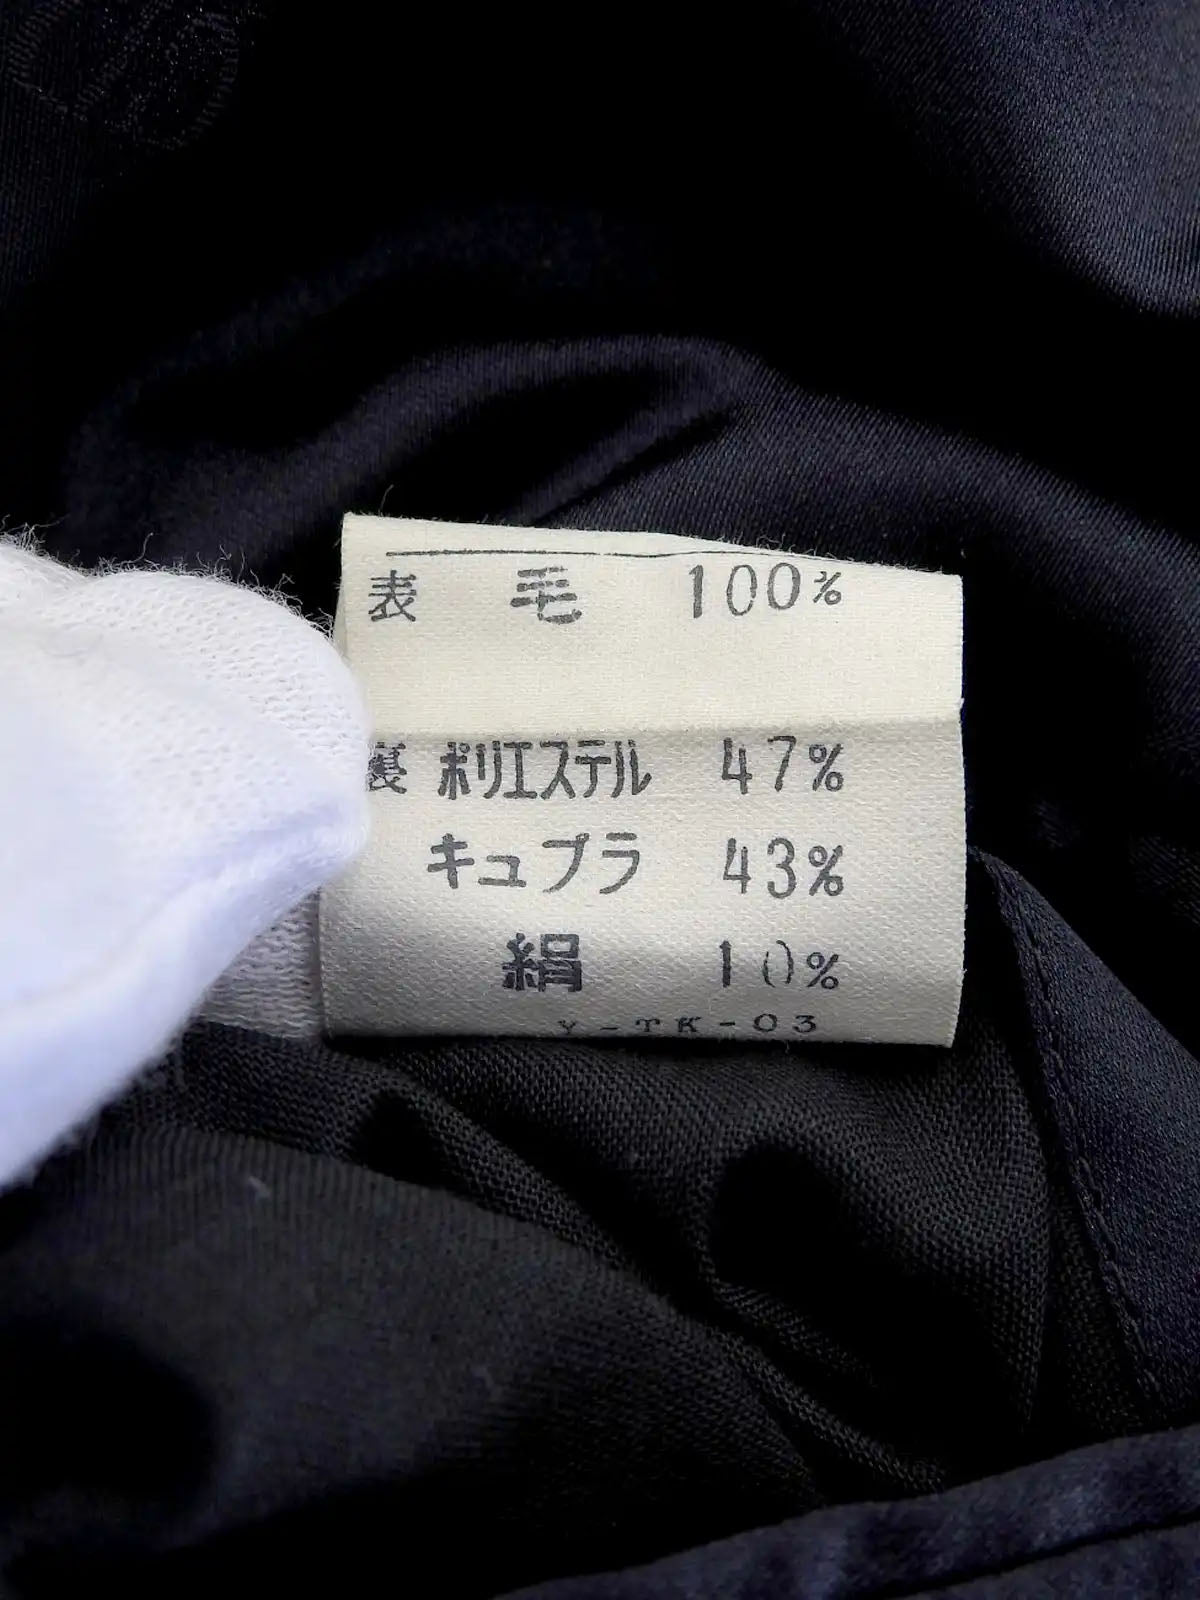 表 毛 100%
裏 ポリエステル 47%
キュプラ 43%
絹 10%
Y-TK-03